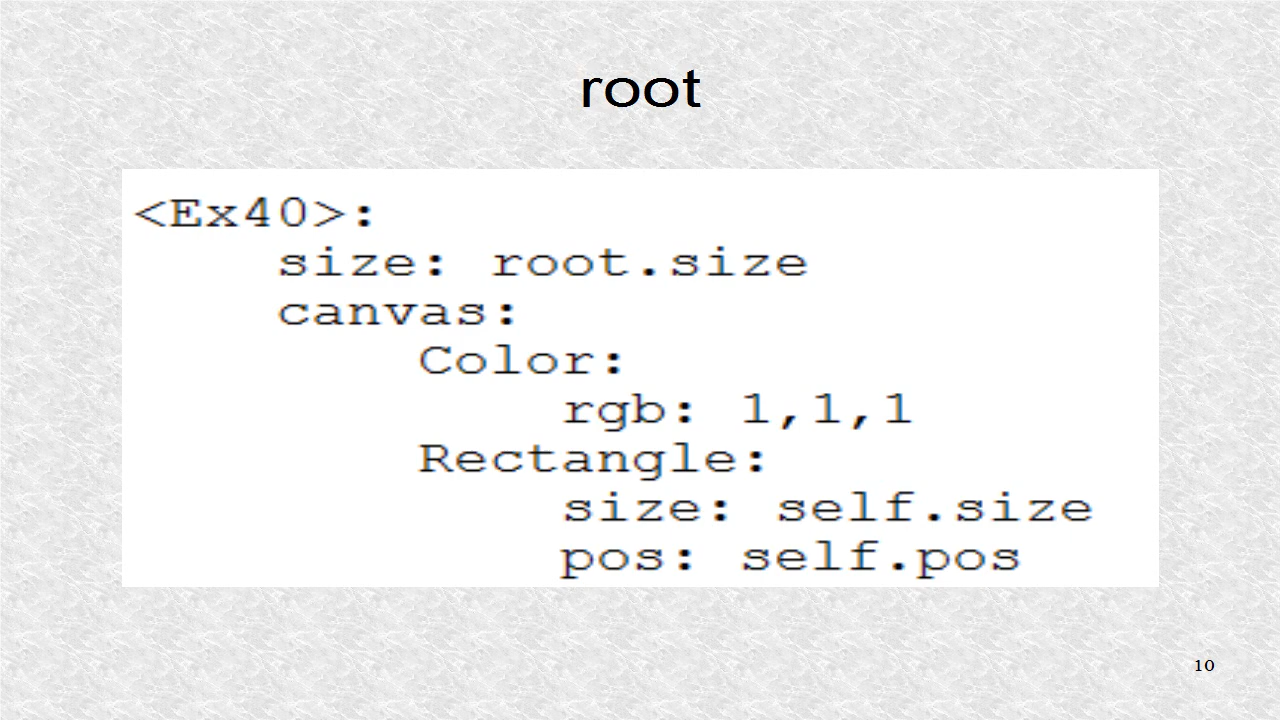 root
<Ex40>:
size: root.size
canvas:
Color:
rgb: 1,1,1
Rectangle:
size: self.size
pos: self.pos
10